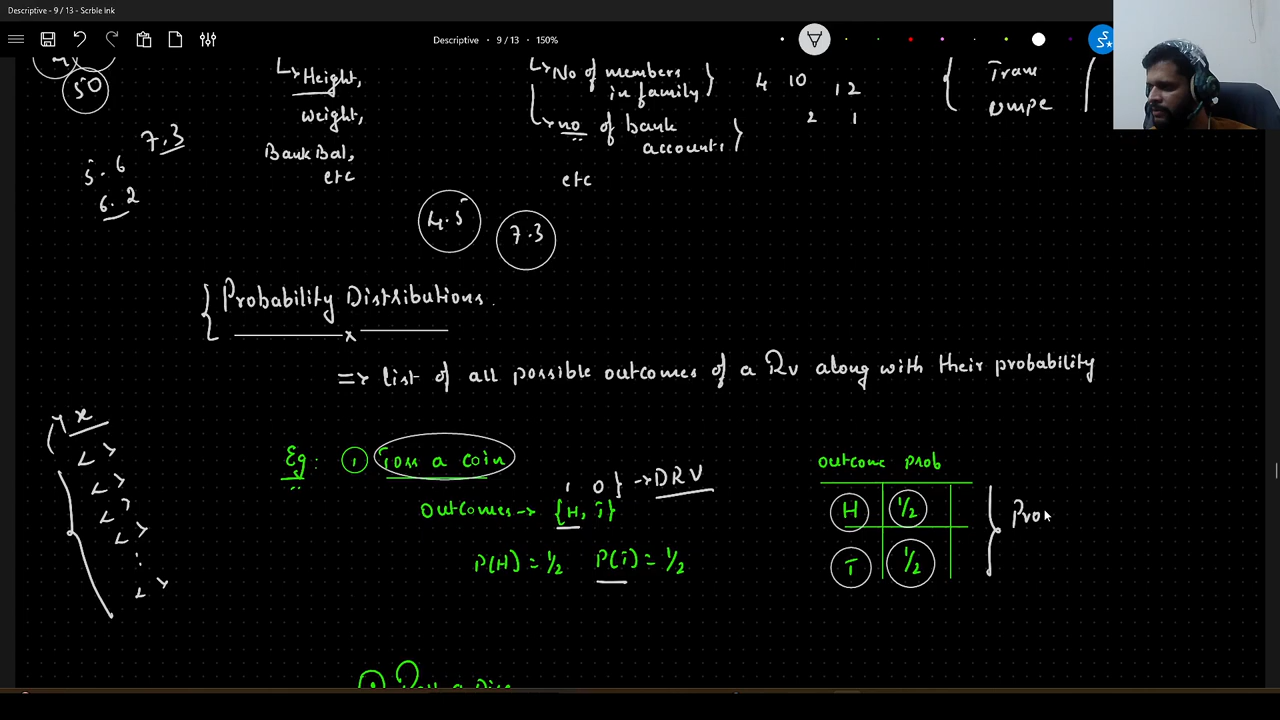 Descriptive - 9 / 13 - Scrble Ink
Descriptive • 9 / 13 • 150%
50
Height,
weight,
Bank Bal,
etc
No of members
in family
no of bank
accounts
etc
4 10 12
2 1
7.3
5.6
6.2
4.5
7.3
Probability Distributions.
x
=> list of all possible outcomes of a Rv along with their probability
x
Eg: ① Toss a coin
1 0 } → DRV
Outcomes → {H, T}
P(H) = 1/2 P(T) = 1/2
outcome prob
H 1/2
T 1/2
Pro